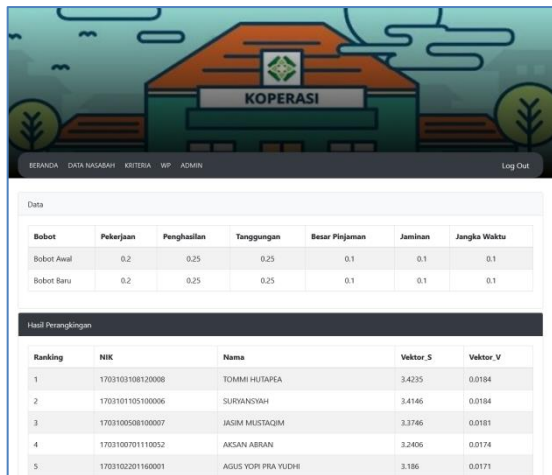 KOPERASI
BERANDA DATA NASABAH KRITERIA WP ADMIN Log Out
Data
Bobot Pekerjaan Penghasilan Tanggungan Besar Pinjaman Jaminan Jangka Waktu
Bobot Awal 0.2 0.25 0.25 0.1 0.1 0.1
Bobot Baru 0.2 0.25 0.25 0.1 0.1 0.1
Hasil Perangkingan
Ranking NIK Nama Vektor_S Vektor_V
1 1703103108120008 TOMMI HUTAPEA 3.4235 0.0184
2 1703101105100006 SURYANSYAH 3.4146 0.0184
3 1703100508100007 JASIM MUSTAQIM 3.3746 0.0181
4 1703100701110052 AKSAN ABRAN 3.2406 0.0174
5 1703102201160001 AGUS YOPI PRA YUDHI 3.186 0.0171